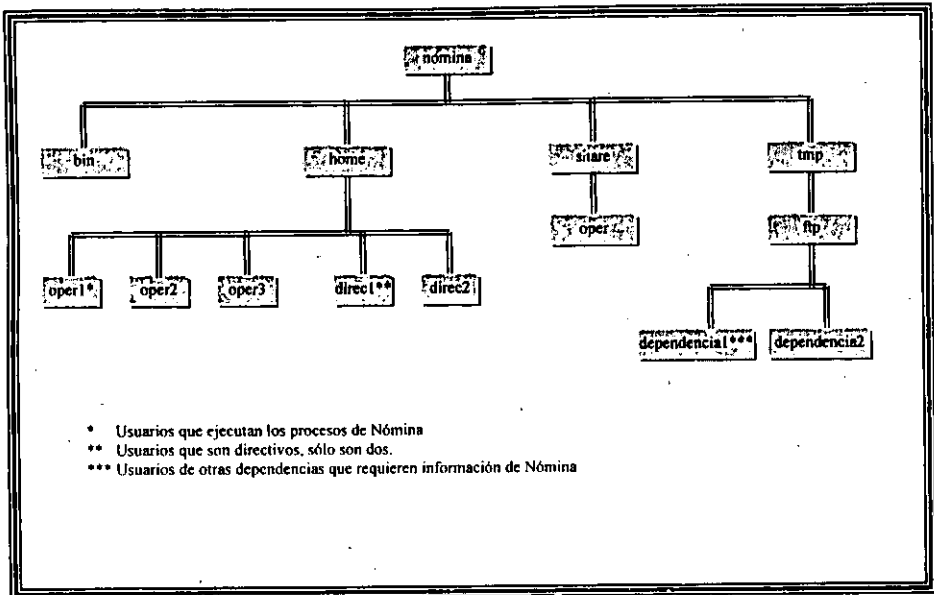 nómina
bin home share tmp
oper ftp
oper1* oper2 oper3 direc1** direc2
dependencia1*** dependencia2
* Usuarios que ejecutan los procesos de Nómina
** Usuarios que son directivos, sólo son dos.
*** Usuarios de otras dependencias que requieren información de Nómina